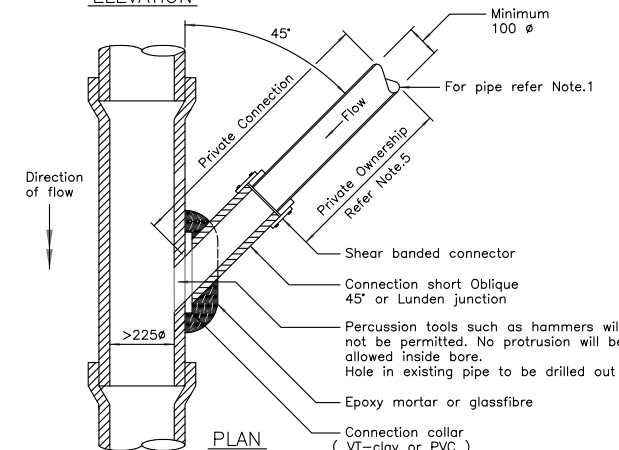 ELEVATION
45°
Minimum
100 ø
For pipe refer Note.1
Private Connection
Flow
Private Ownership
Refer Note.5
Direction
of flow
Shear banded connector
Connection short Oblique
45° or Lunden junction
Percussion tools such as hammers wil
not be permitted. No protrusion will be
allowed inside bore.
Hole in existing pipe to be drilled out
>225ø
Epoxy mortar or glassfibre
Connection collar
( VT-clay or PVC )
PLAN